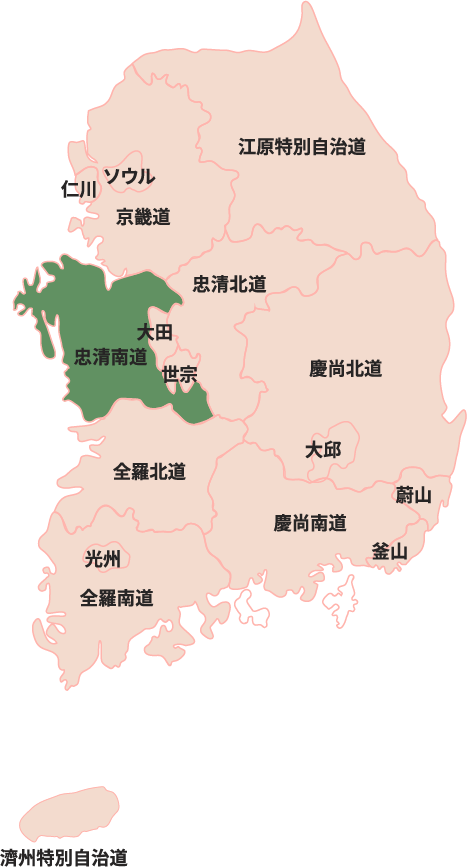 江原特別自治道
ソウル
仁川
京畿道
忠清北道
大田
忠清南道
世宗
慶尚北道
大邱
全羅北道
蔚山
慶尚南道
釜山
光州
全羅南道
濟州特別自治道